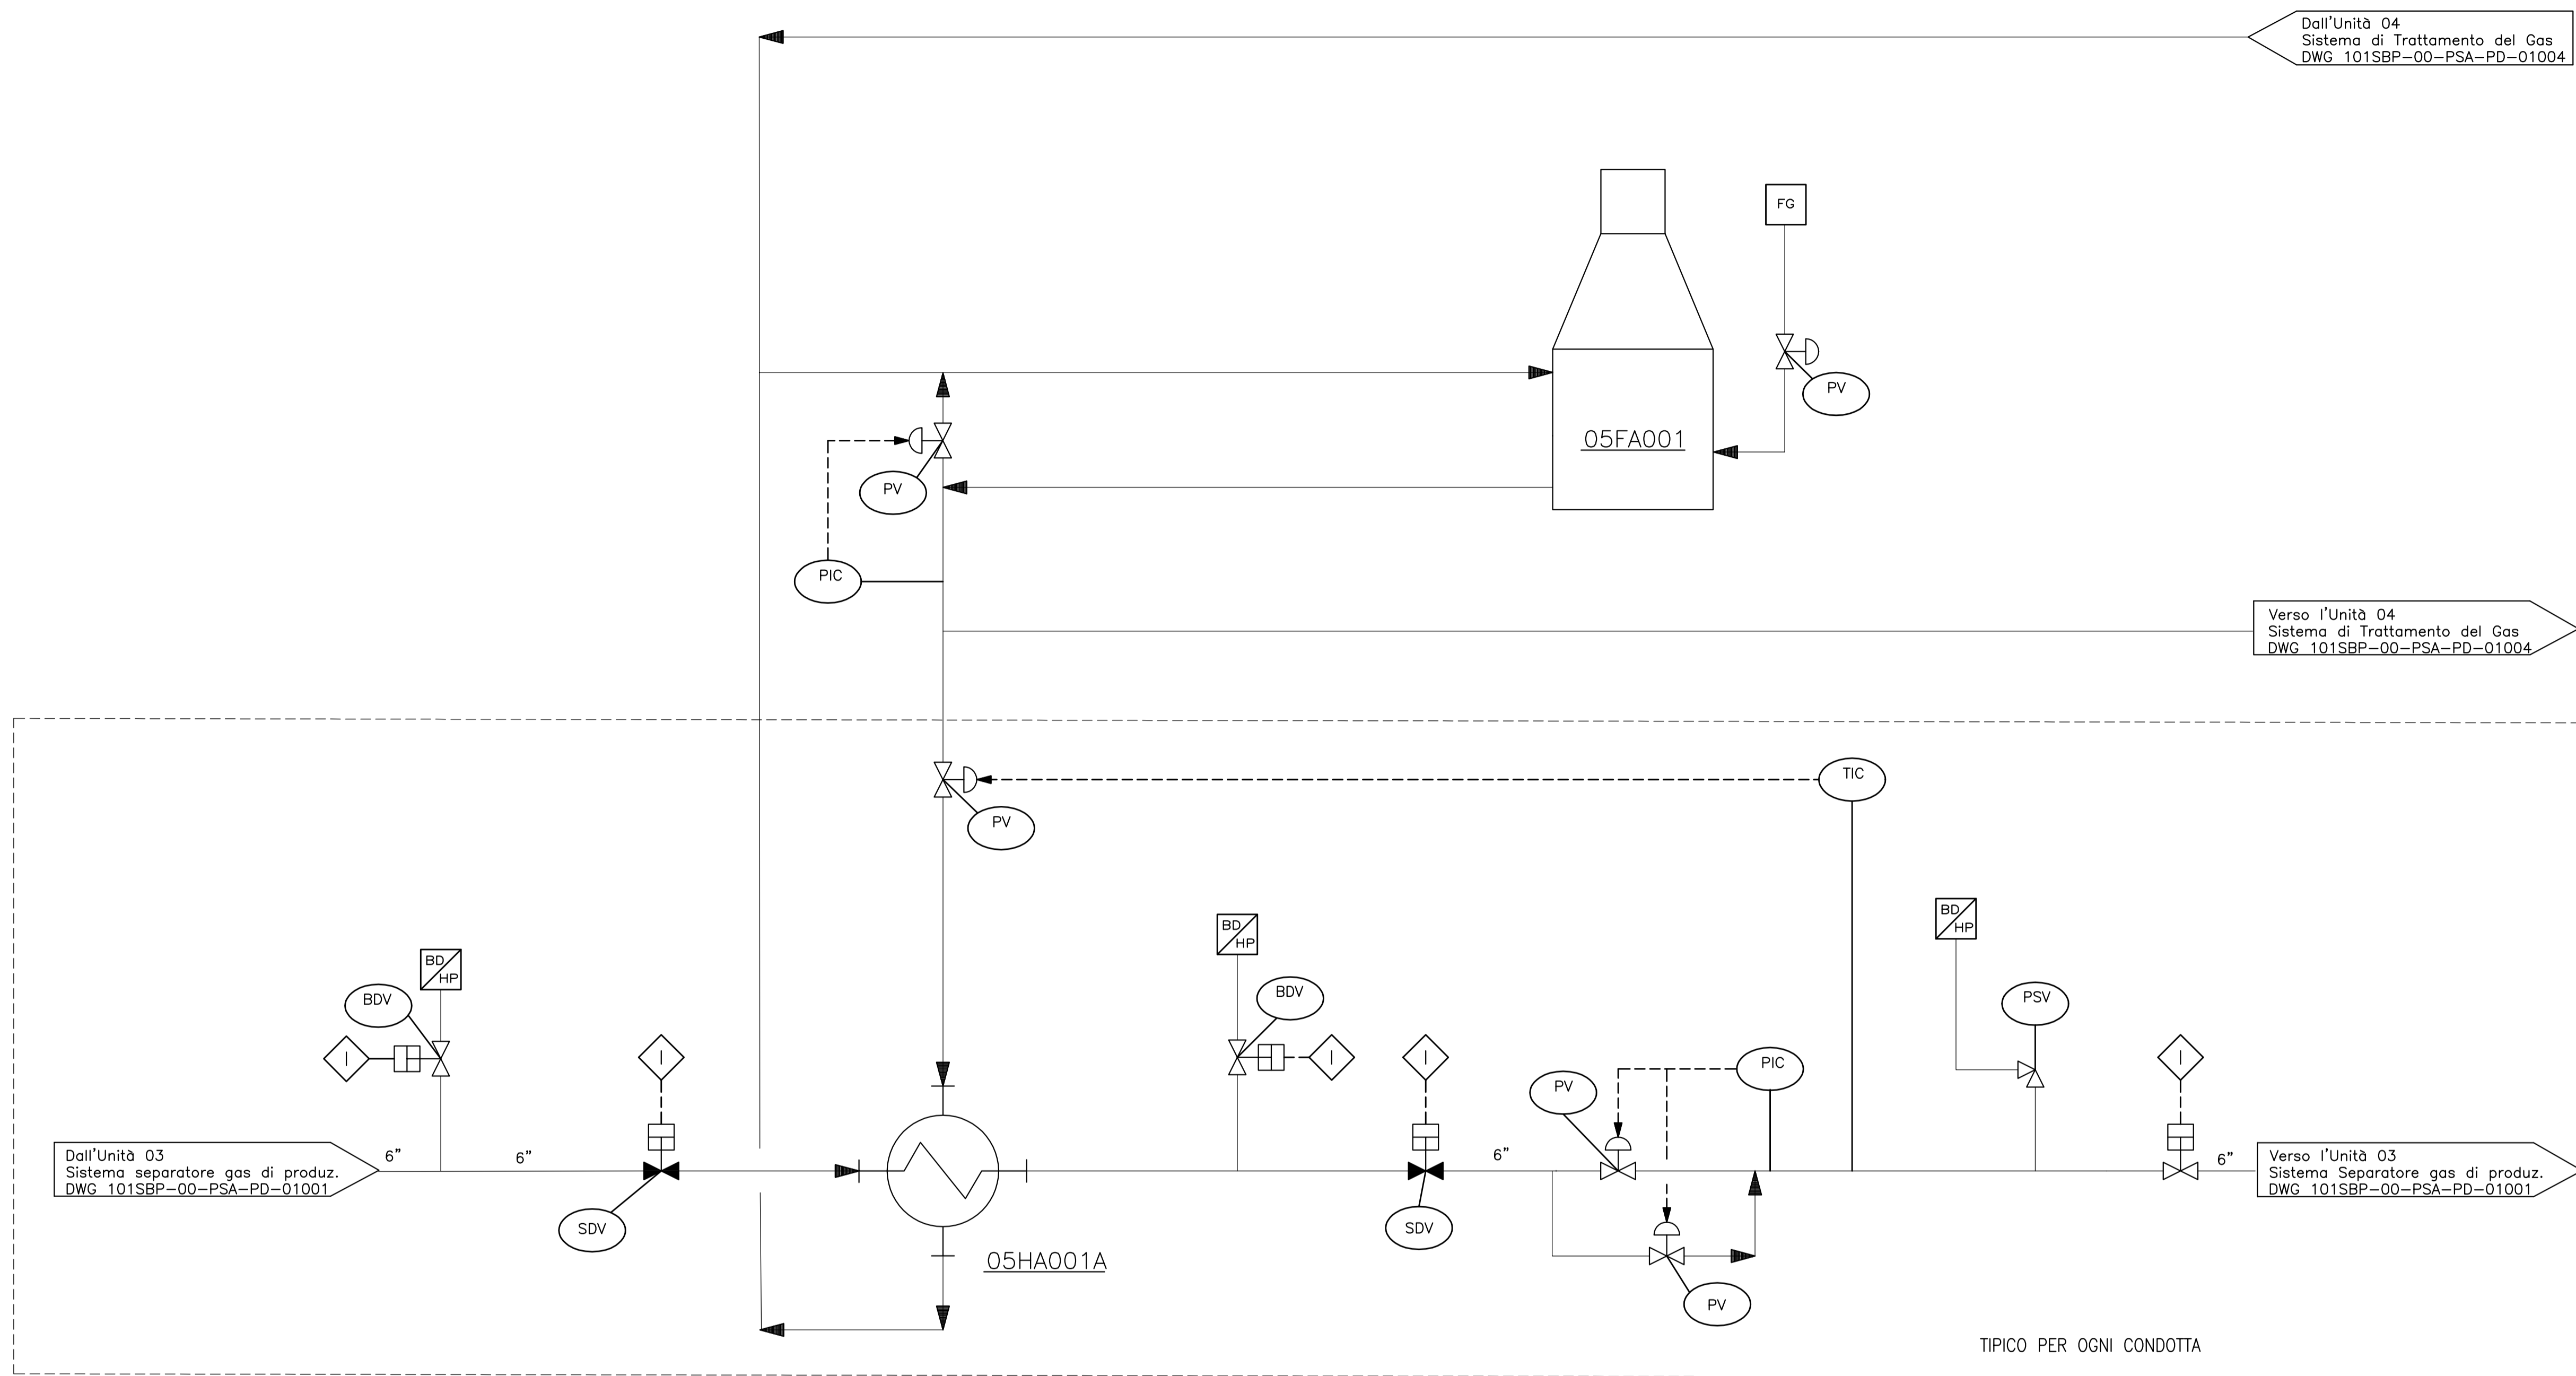 Dall'Unità 04
Sistema di Trattamento del Gas
DWG 101SBP-00-PSA-PD-01004
FG
PV
05FA001
PV
PIC
Verso l'Unità 04
Sistema di Trattamento del Gas
DWG 101SBP-00-PSA-PD-01004
TIC
PV
BD
HP
BD
HP
BD
HP
BDV
BDV
PSV
I
I
I
I
I
PIC
PV
Dall'Unità 03
Sistema separatore gas di produz.
DWG 101SBP-00-PSA-PD-01001
6"
6"
6"
6"
Verso l'Unità 03
Sistema Separatore gas di produz.
DWG 101SBP-00-PSA-PD-01001
SDV
SDV
05HA001A
PV
TIPICO PER OGNI CONDOTTA